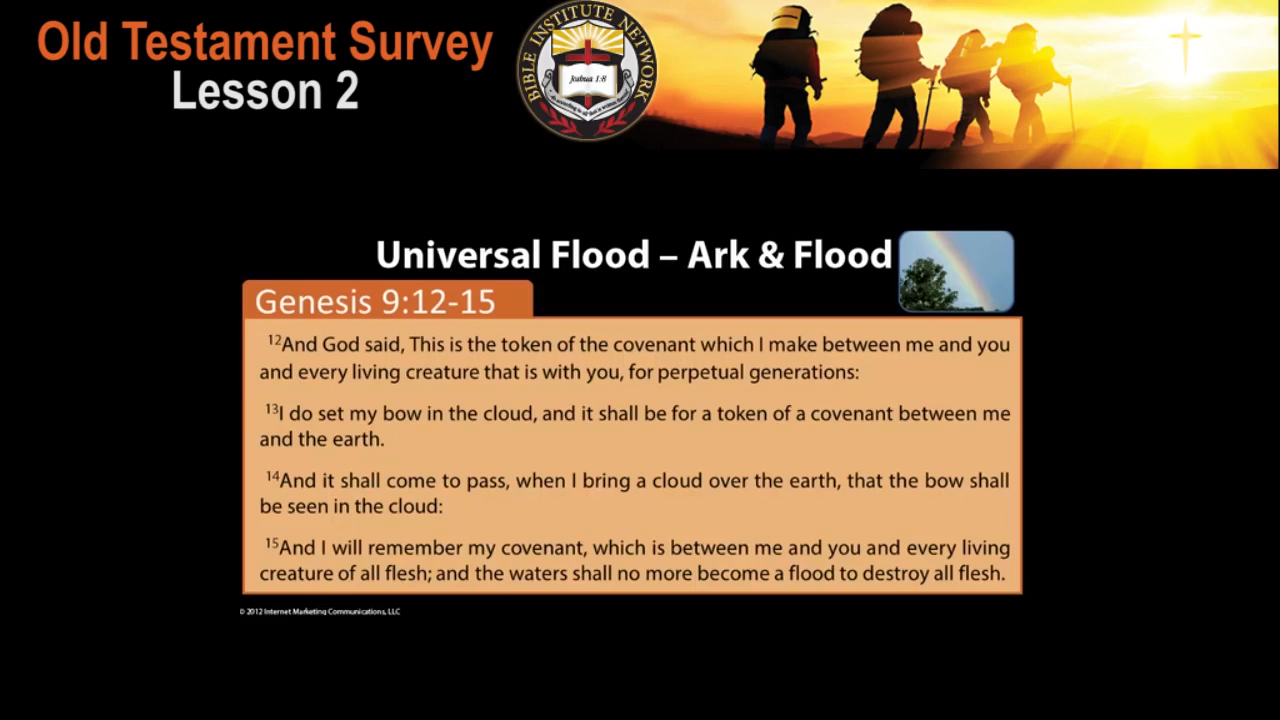 Old Testament Survey
Lesson 2
BIBLE INSTITUTE NETWORK
Joshua 1:8
Universal Flood – Ark & Flood
Genesis 9:12-15
12And God said, This is the token of the covenant which I make between me and you
and every living creature that is with you, for perpetual generations:
13I do set my bow in the cloud, and it shall be for a token of a covenant between me
and the earth.
14And it shall come to pass, when I bring a cloud over the earth, that the bow shall
be seen in the cloud:
15And I will remember my covenant, which is between me and you and every living
creature of all flesh; and the waters shall no more become a flood to destroy all flesh.
© 2012 Internet Marketing Communications, LLC